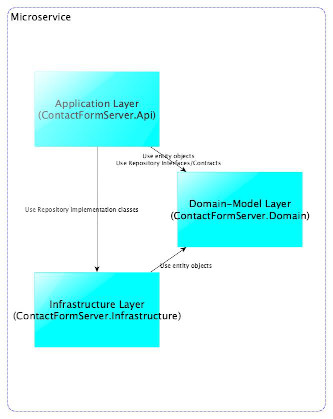 Microservice
Application Layer
(ContactFormServer.Api)
Use entity objects
Use Repository Interfaces/Contracts
Domain-Model Layer
(ContactFormServer.Domain)
Use Repository Implementation classes
Use entity objects
Infrastructure Layer
(ContactFormServer.Infrastructure)